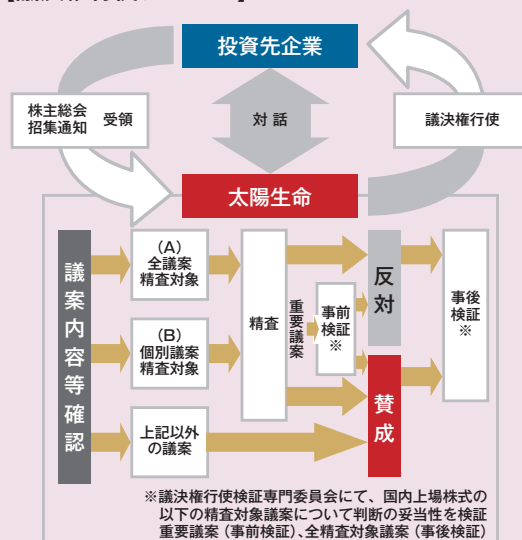 投資先企業
株主総会
招集通知
受領
対話
議決権行使
太陽生命
議案内容等確認
（A）
全議案
精査対象
（B）
個別議案
精査対象
上記以外
の議案
精査
重要議案
事前
検証
※
反対
賛成
事後
検証
※
※議決権行使検証専門委員会にて、国内上場株式の
以下の精査対象議案について判断の妥当性を検証
重要議案（事前検証）、全精査対象議案（事後検証）